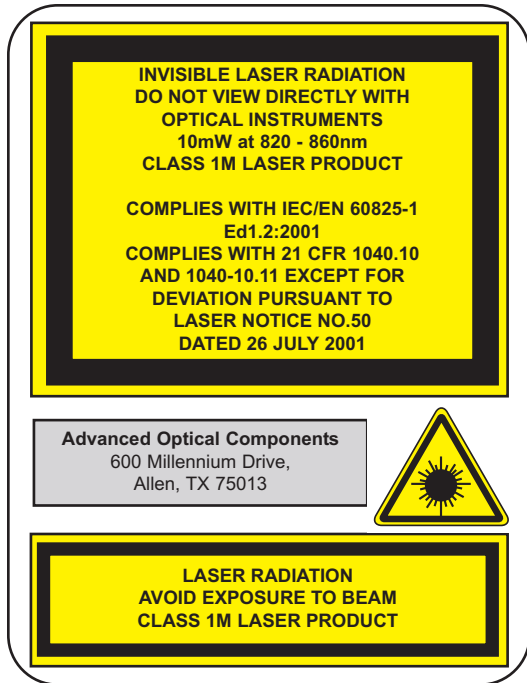 INVISIBLE LASER RADIATION
DO NOT VIEW DIRECTLY WITH
OPTICAL INSTRUMENTS
10mW at 820 - 860nm
CLASS 1M LASER PRODUCT
COMPLIES WITH IEC/EN 60825-1
Ed1.2:2001
COMPLIES WITH 21 CFR 1040.10
AND 1040-10.11 EXCEPT FOR
DEVIATION PURSUANT TO
LASER NOTICE NO.50
DATED 26 JULY 2001
Advanced Optical Components
600 Millennium Drive,
Allen, TX 75013
LASER RADIATION
AVOID EXPOSURE TO BEAM
CLASS 1M LASER PRODUCT